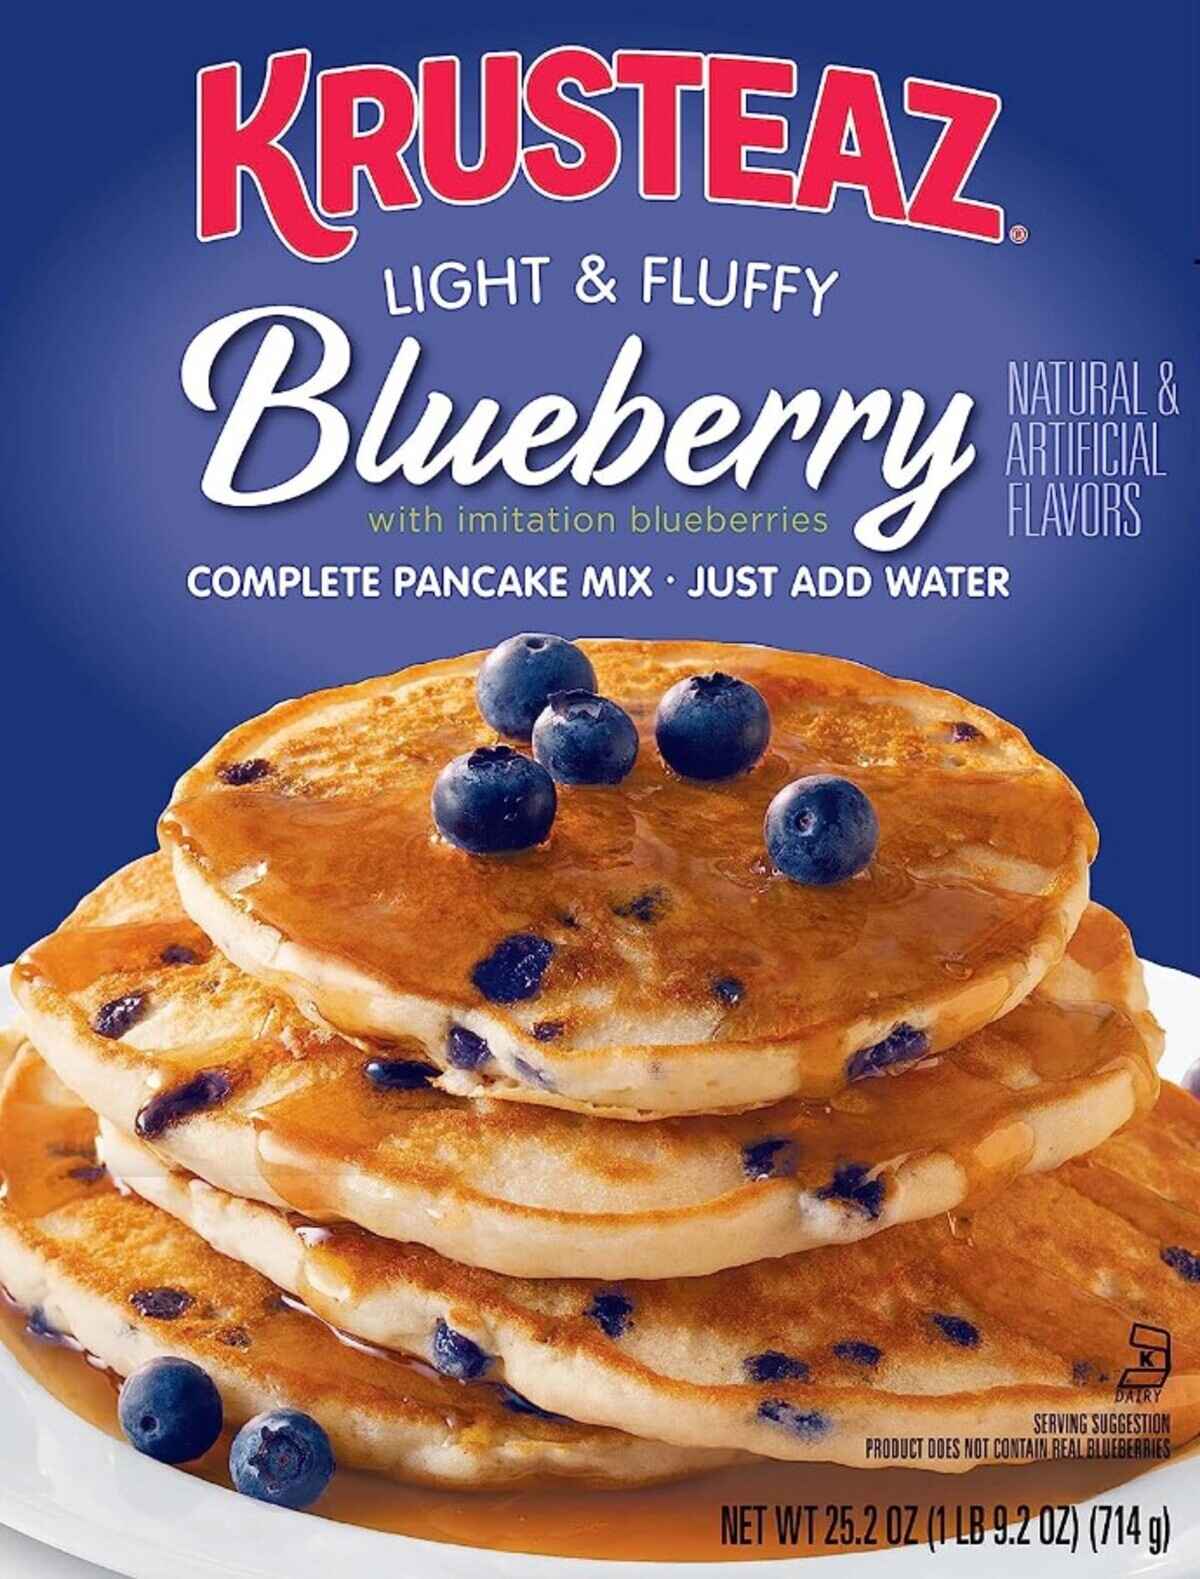 KRUSTEAZ®
LIGHT & FLUFFY
Blueberry
NATURAL &
ARTIFICIAL
FLAVORS
with imitation blueberries
COMPLETE PANCAKE MIX · JUST ADD WATER
K
DAIRY
SERVING SUGGESTION
PRODUCT DOES NOT CONTAIN REAL BLUEBERRIES
NET WT 25.2 OZ (1 LB 9.2 OZ) (714 g)